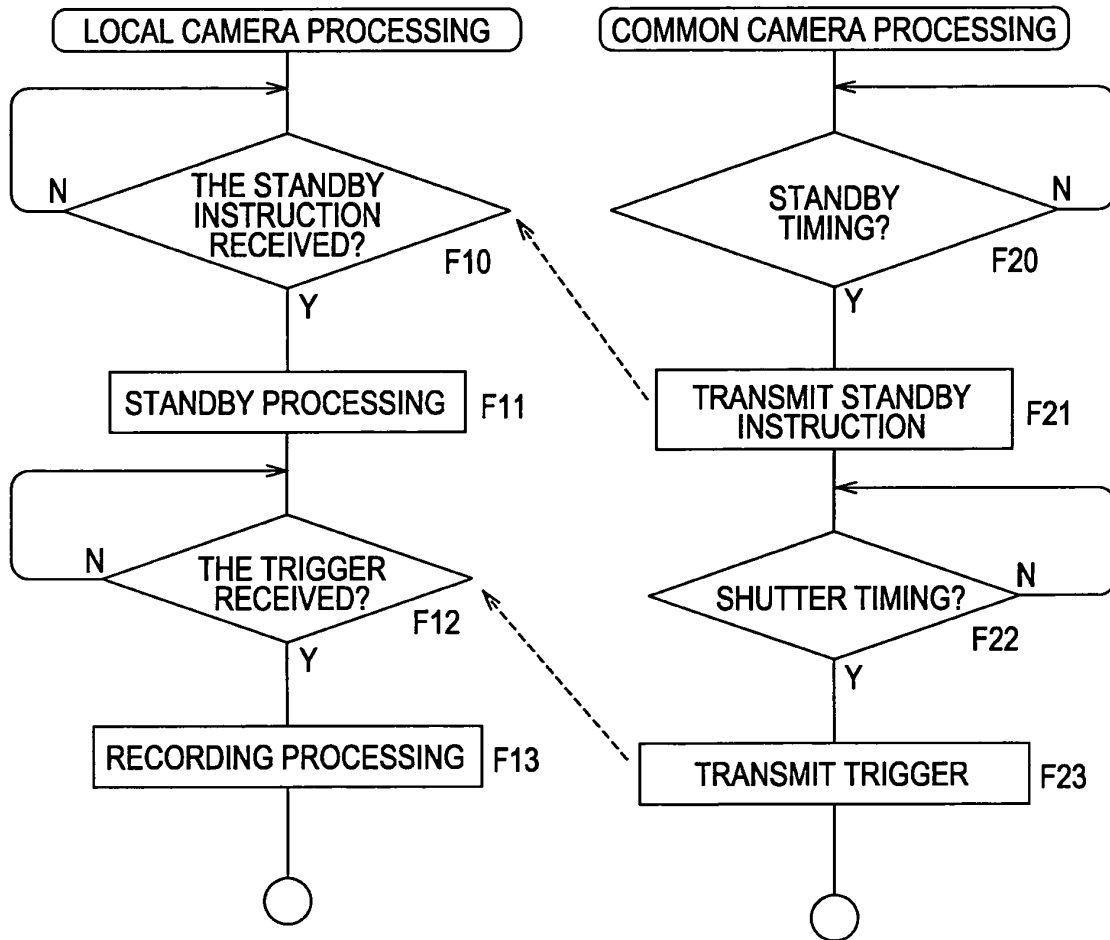 LOCAL CAMERA PROCESSING
N
THE STANDBY
INSTRUCTION
RECEIVED?
F10
Y
STANDBY PROCESSING
F11
N
THE TRIGGER
RECEIVED?
F12
Y
RECORDING PROCESSING
F13
COMMON CAMERA PROCESSING
STANDBY
TIMING?
N
F20
Y
TRANSMIT STANDBY
INSTRUCTION
F21
SHUTTER TIMING?
N
F22
Y
TRANSMIT TRIGGER
F23